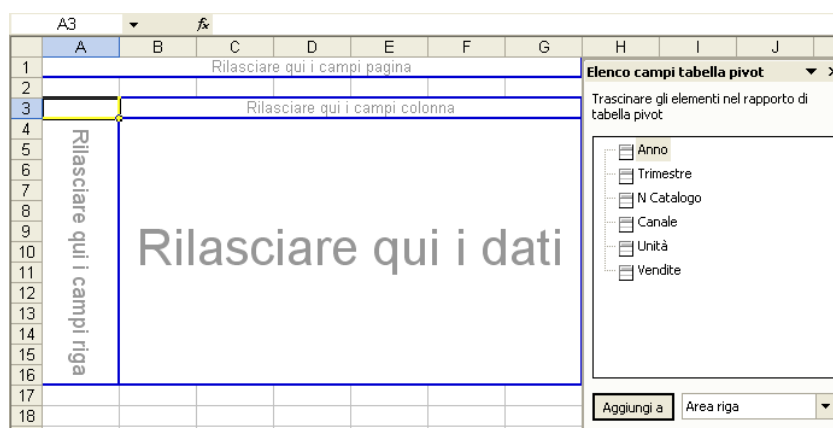 A3 fx
A B C D E F G H I J
1 Rilasciare qui i campi pagina
Elenco campi tabella pivot
2
3 Rilasciare qui i campi colonna
Trascinare gli elementi nel rapporto di
tabella pivot
4
5
6
7
8
9
10
11
12
13
14
15
16
17
18
Rilasciare qui i campi riga
Rilasciare qui i dati
Anno
Trimestre
N Catalogo
Canale
Unità
Vendite
Aggiungi a Area riga